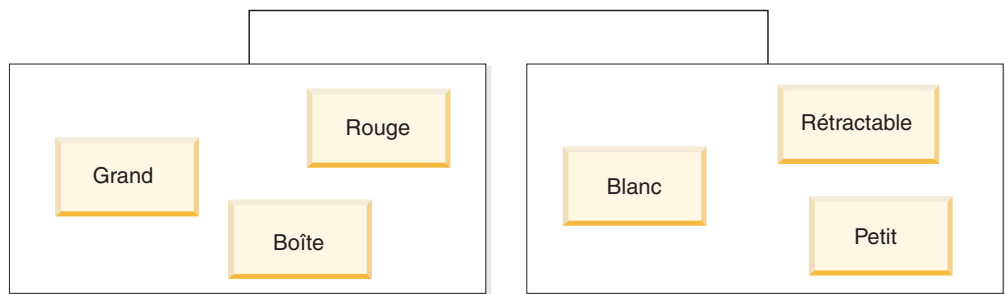 Grand
Rouge
Boîte
Blanc
Rétractable
Petit